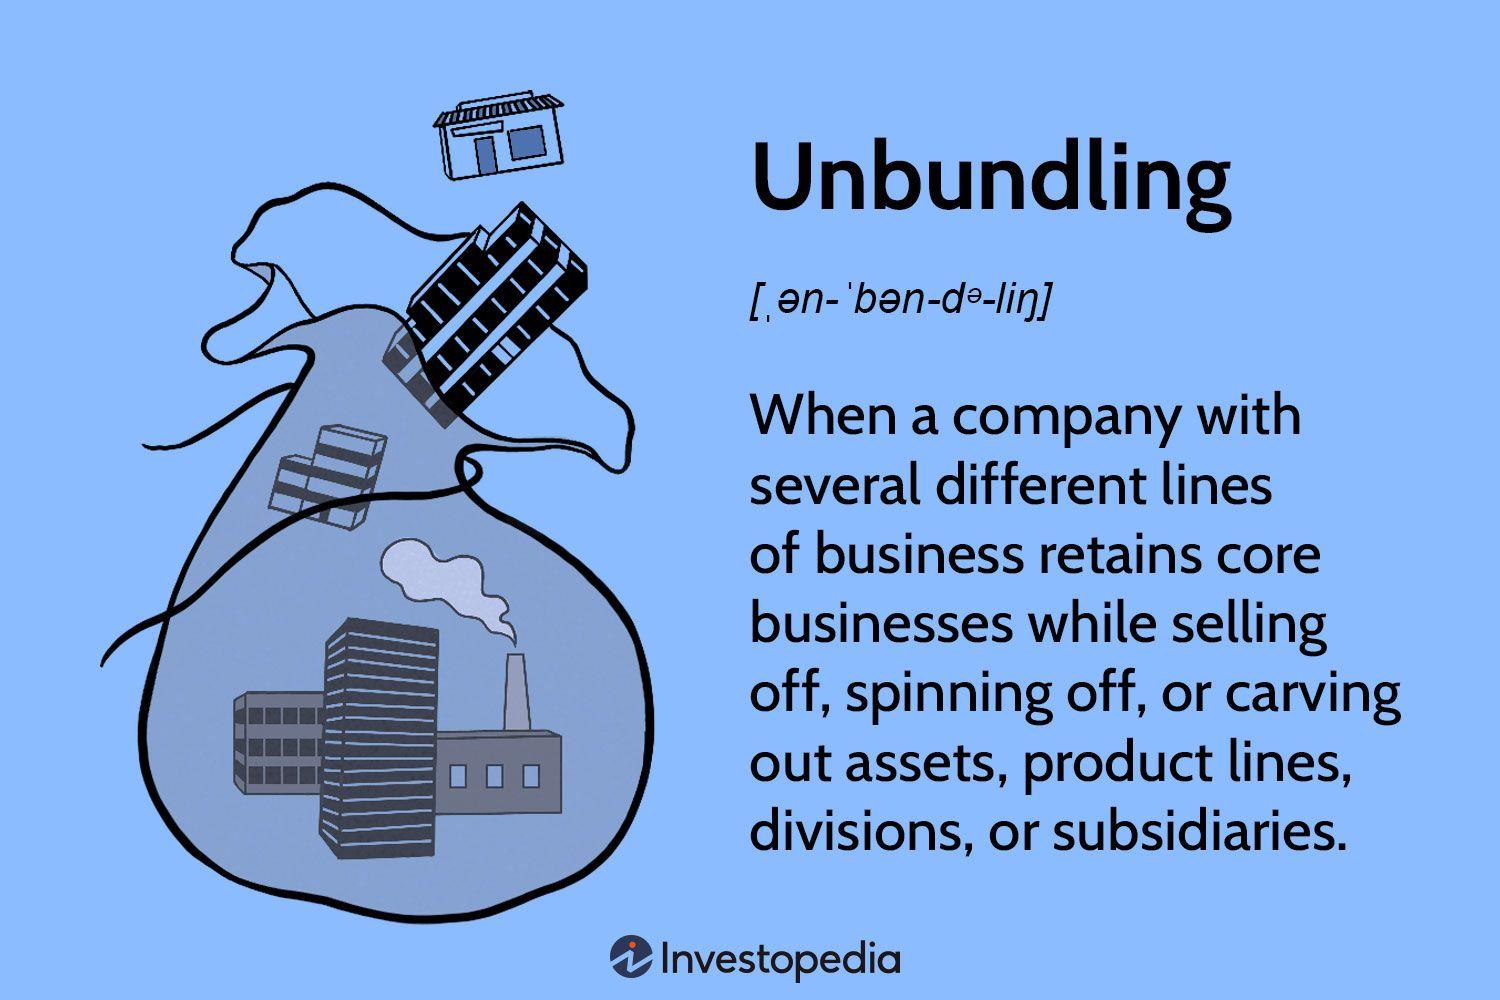 Unbundling
[ˌən-ˈbən-dᵊ-liŋ]
When a company with
several different lines
of business retains core
businesses while selling
off, spinning off, or carving
out assets, product lines,
divisions, or subsidiaries.
Investopedia